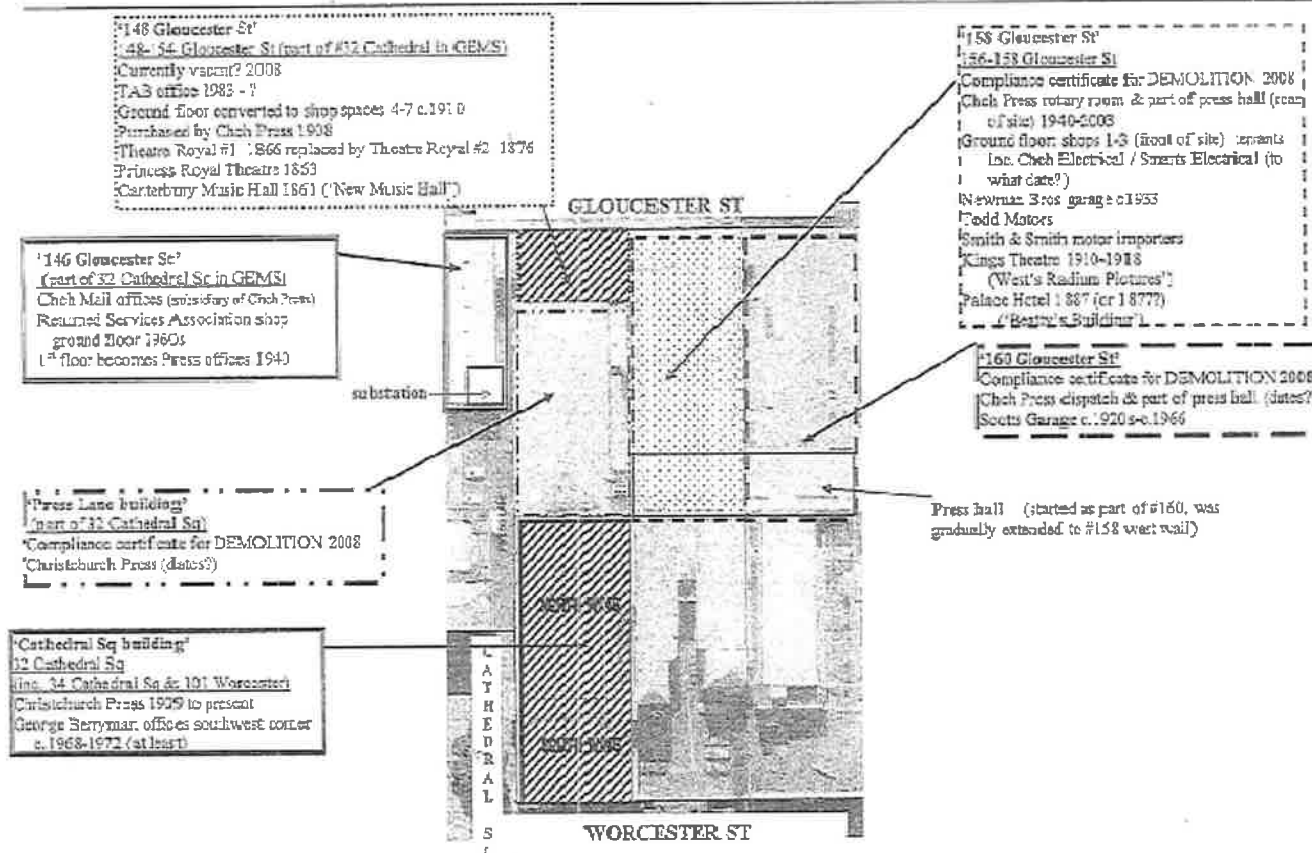 '148 Gloucester St'
148-154 Gloucester St (part of #32 Cathedral in GEMS)
Currently vacant? 2008
TAB office 1983 - ?
Ground floor converted to shop spaces 4-7 c.1910
Purchased by Chch Press 1908
Theatre Royal #1 1866 replaced by Theatre Royal #2 1876
Princess Royal Theatre 1863
Canterbury Music Hall 1861 ('New Music Hall')
'146 Gloucester St'
(part of 32 Cathedral Sq in GEMS)
Chch Mail offices (subsidiary of Chch Press)
Returned Services Association shop
ground floor 1960s
1st floor becomes Press offices 1940
'Press Lane building'
(part of 32 Cathedral Sq)
Compliance certificate for DEMOLITION 2008
Christchurch Press (dates?)
'Cathedral Sq building'
32 Cathedral Sq
(inc. 34 Cathedral Sq & 101 Worcester)
Christchurch Press 1909 to present
George Berryman offices southwest corner
c.1968-1972 (at least)
GLOUCESTER ST
substation
CATHEDRAL S
WORCESTER ST
'158 Gloucester St'
156-158 Gloucester St
Compliance certificate for DEMOLITION 2008
Chch Press rotary room & part of press hall (rear
of site) 1940-2003
Ground floor: shops 1-3 (front of site) tenants
inc. Chch Electrical / Smarts Electrical (to
what date?)
Newman Bros garage c1933
Todd Motors
Smith & Smith motor importers
Kings Theatre 1910-1918
('West's Radium Pictures')
Palace Hotel 1887 (or 1877?)
('Beatty's Building')
'160 Gloucester St'
Compliance certificate for DEMOLITION 2008
Chch Press dispatch & part of press hall (dates?
Scotts Garage c.1920s-c.1966
Press hall (started as part of #160, was
gradually extended to #158 west wall)